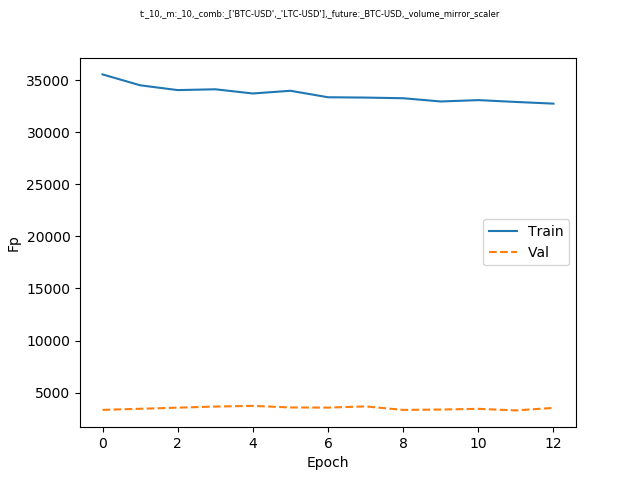 t:_10,_m:_10,_comb:_['BTC-USD',_'LTC-USD'],_future:_BTC-USD,_volume_mirror_scaler
35000
30000
25000
20000
15000
10000
5000
Fp
Train
Val
0 2 4 6 8 10 12
Epoch